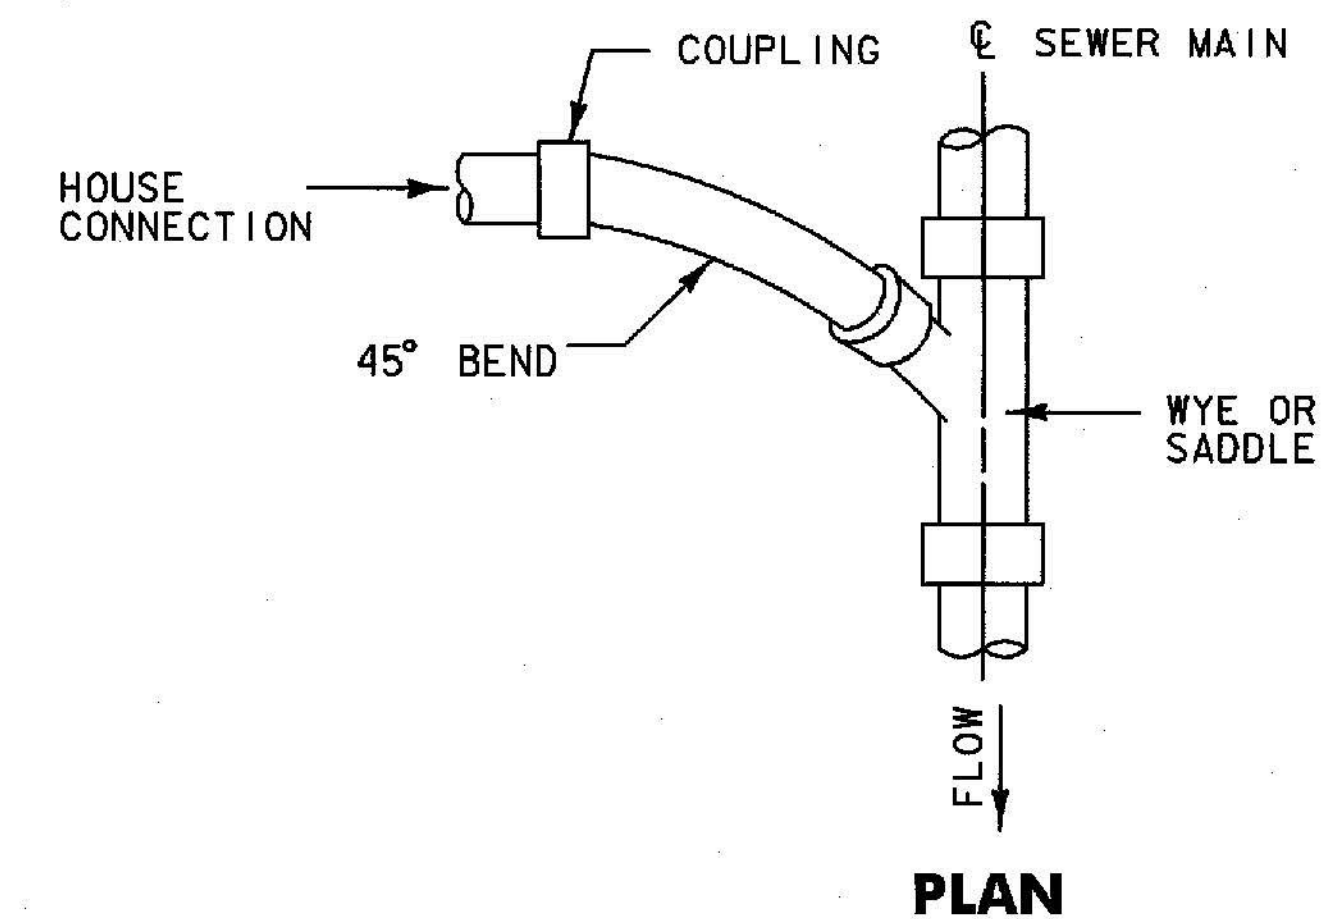 COUPLING
℄ SEWER MAIN
HOUSE
CONNECTION
45° BEND
WYE OR
SADDLE
FLOW
PLAN